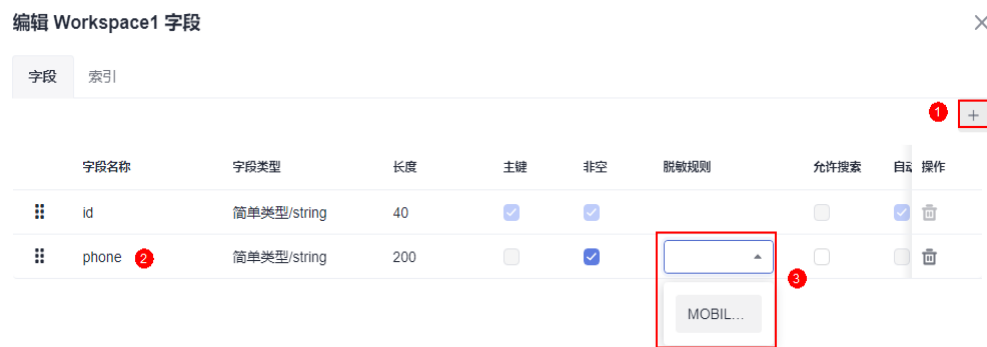 编辑 Workspace1 字段
字段 索引
1 +
字段名称 字段类型 长度 主键 非空 脱敏规则 允许搜索 自动 操作
id 简单类型/string 40
phone 2 简单类型/string 200
3
MOBIL...